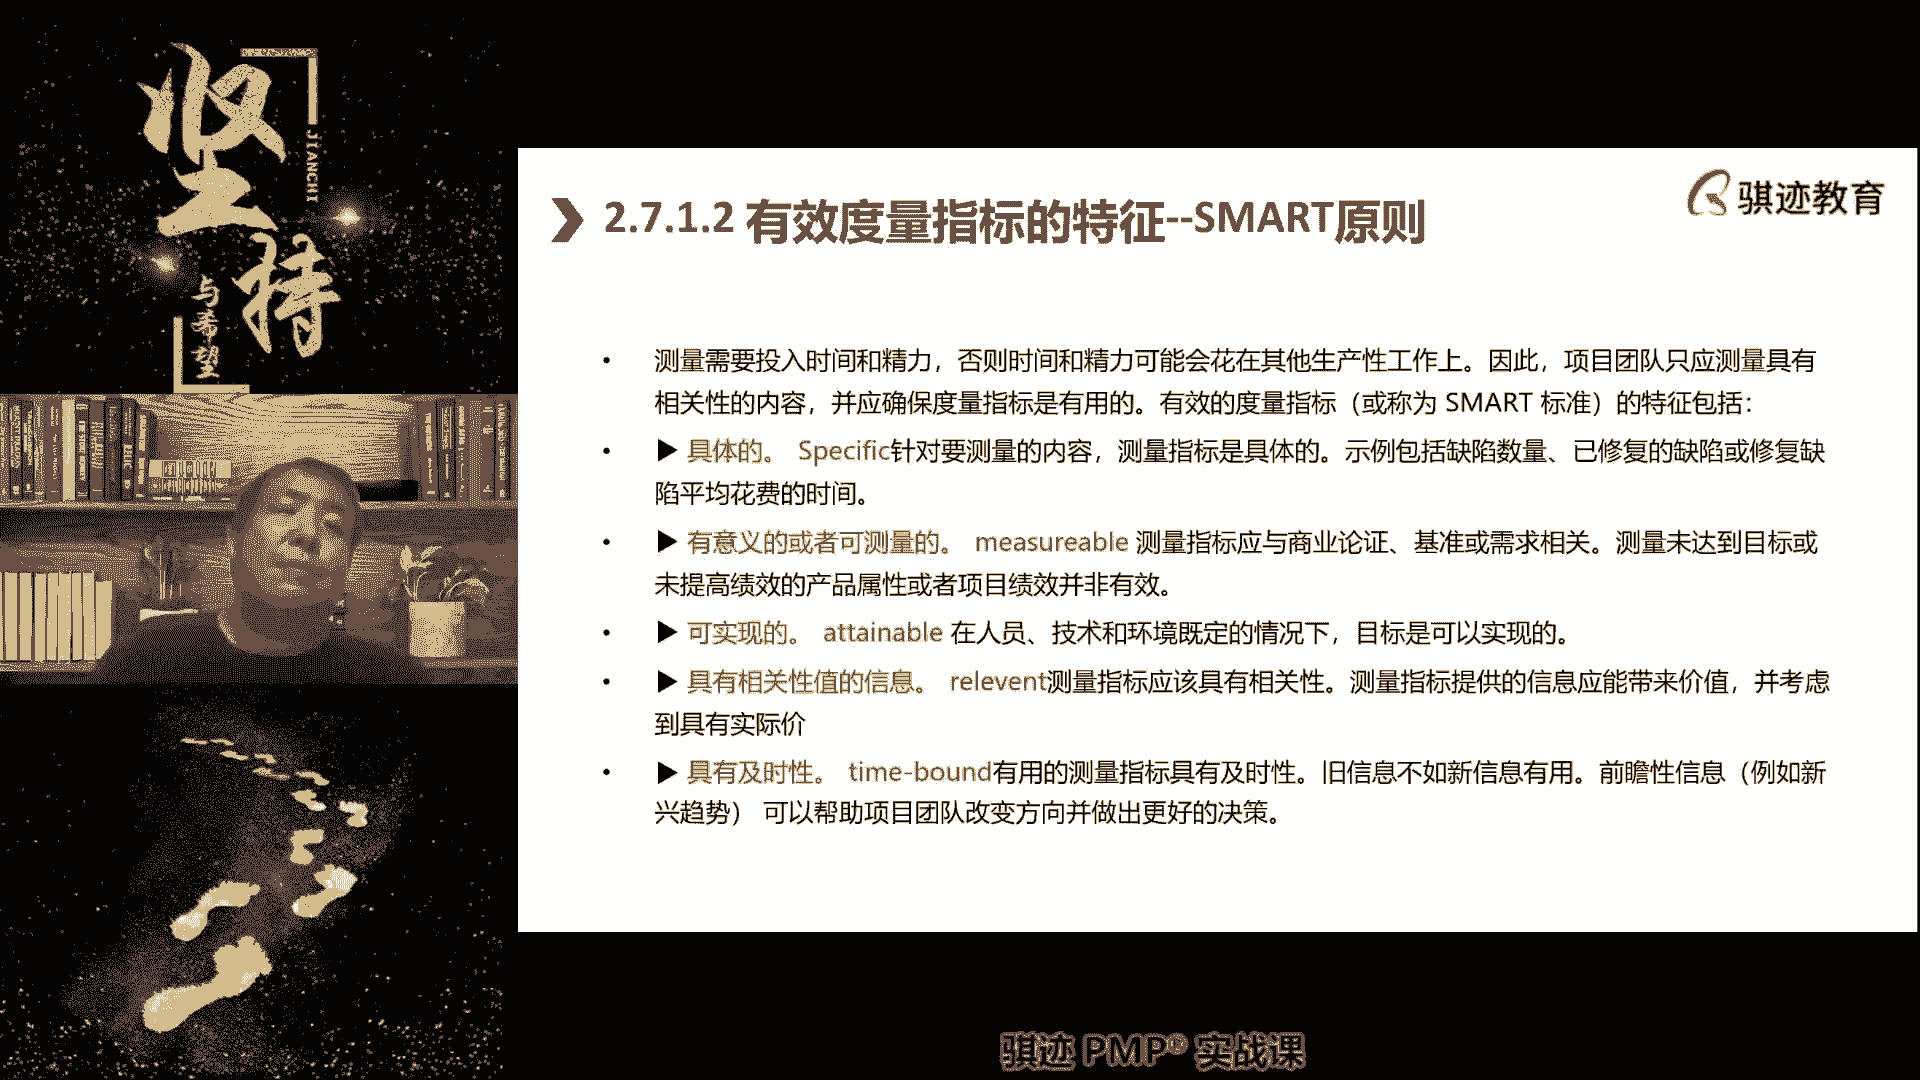 坚持
JIANCHI
与希望
骐迹教育
2.7.1.2 有效度量指标的特征--SMART原则
• 测量需要投入时间和精力，否则时间和精力可能会花在其他生产性工作上。因此，项目团队只应测量具有
相关性的内容，并应确保度量指标是有用的。有效的度量指标（或称为 SMART 标准）的特征包括：
• ▶ 具体的。 Specific针对要测量的内容，测量指标是具体的。示例包括缺陷数量、已修复的缺陷或修复缺
陷平均花费的时间。
• ▶ 有意义的或者可测量的。 measureable 测量指标应与商业论证、基准或需求相关。测量未达到目标或
未提高绩效的产品属性或者项目绩效并非有效。
• ▶ 可实现的。 attainable 在人员、技术和环境既定的情况下，目标是可以实现的。
• ▶ 具有相关性值的信息。 relevent测量指标应该具有相关性。测量指标提供的信息应能带来价值，并考虑
到具有实际价
• ▶ 具有及时性。 time-bound有用的测量指标具有及时性。旧信息不如新信息有用。前瞻性信息（例如新
兴趋势） 可以帮助项目团队改变方向并做出更好的决策。
骐迹 PMP® 实战课